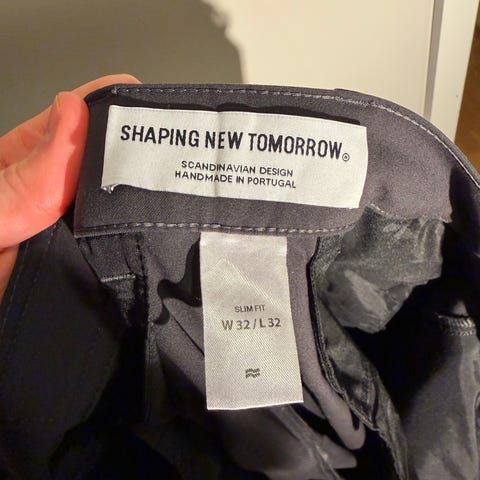 SHAPING NEW TOMORROW®
SCANDINAVIAN DESIGN
HANDMADE IN PORTUGAL
SLIM FIT
W 32 / L 32